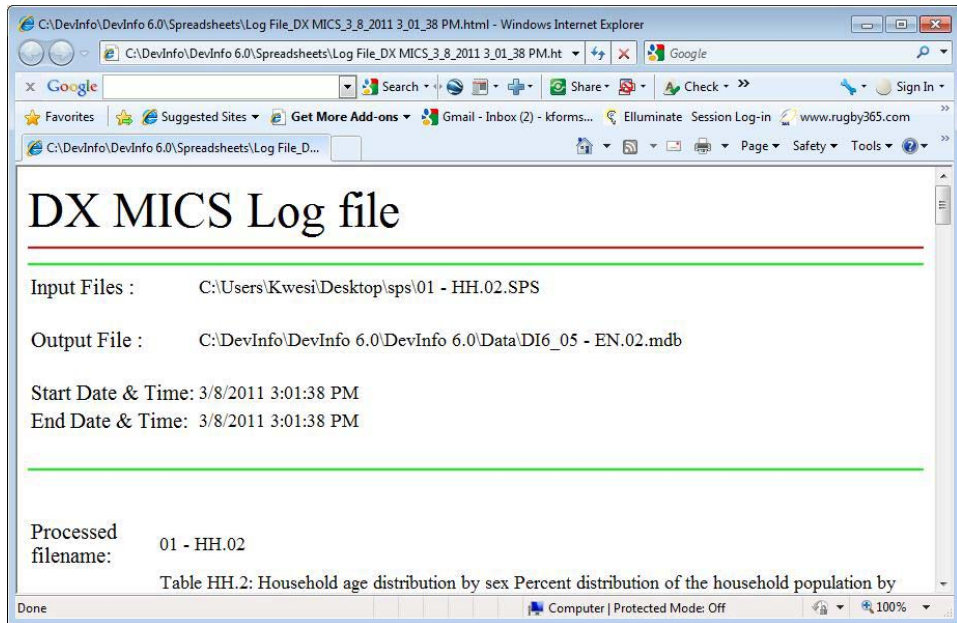 C:\DevInfo\DevInfo 6.0\Spreadsheets\Log File_DX MICS_3_8_2011 3_01_38 PM.html - Windows Internet Explorer
C:\DevInfo\DevInfo 6.0\Spreadsheets\Log File_DX MICS_3_8_2011 3_01_38 PM.ht Google
x Google Search Share Check >> Sign In
Favorites Suggested Sites Get More Add-ons Gmail - Inbox (2) - kforms... Elluminate Session Log-in www.rugby365.com >>
C:\DevInfo\DevInfo 6.0\Spreadsheets\Log File_D... Page Safety Tools >>
DX MICS Log file
Input Files : C:\Users\Kwesi\Desktop\sps\01 - HH.02.SPS
Output File : C:\DevInfo\DevInfo 6.0\DevInfo 6.0\Data\DI6_05 - EN.02.mdb
Start Date & Time: 3/8/2011 3:01:38 PM
End Date & Time: 3/8/2011 3:01:38 PM
Processed
filename:
01 - HH.02
Table HH.2: Household age distribution by sex Percent distribution of the household population by
Done Computer | Protected Mode: Off 100%